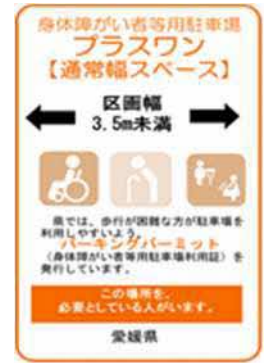 身体障がい者等用駐車場
プラスワン
【通常幅スペース】
区画幅
3.5m未満
県では、歩行が困難な方が駐車場を
利用しやすいよう、
パーキングパーミット
(身体障がい者等用駐車場利用証)を
発行しています。
この場所を、
必要としている人がいます。
愛媛県